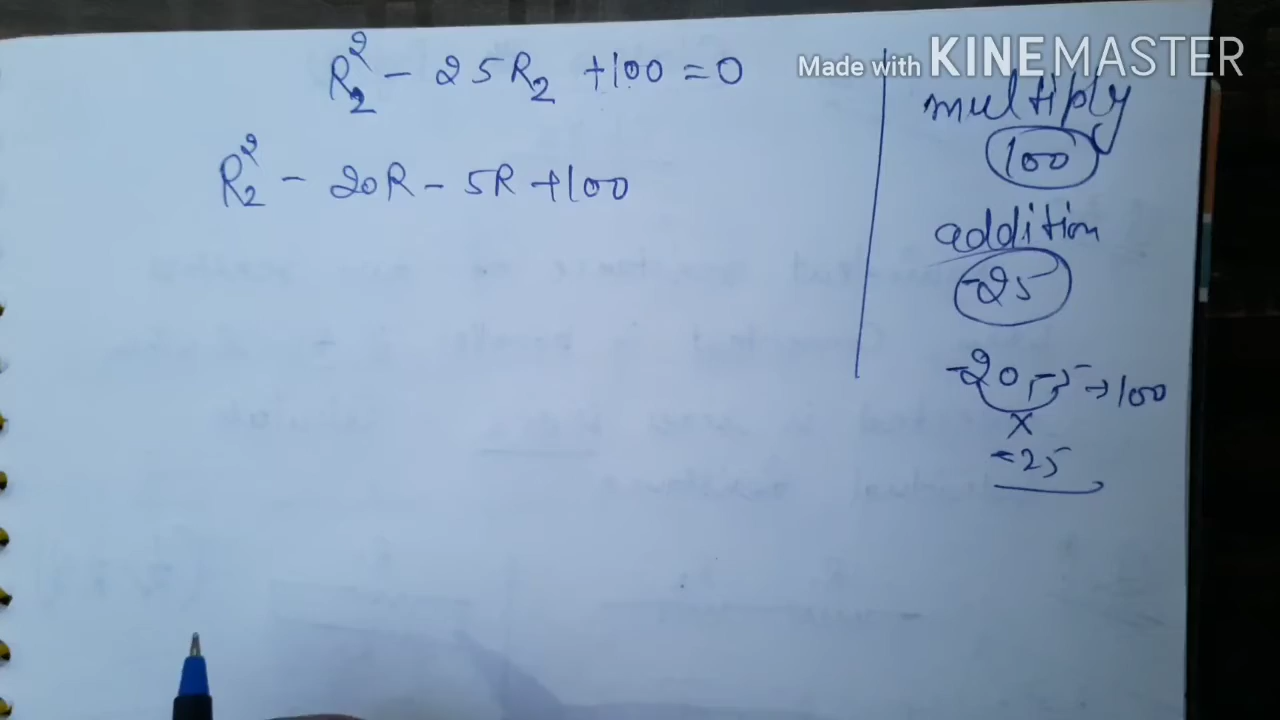 R₂² - 25R₂ +100 = 0
R₂² - 20R - 5R +100
Made with KINEMASTER
multiply
100
addition
-25
-20, -5 → 100
×
-25